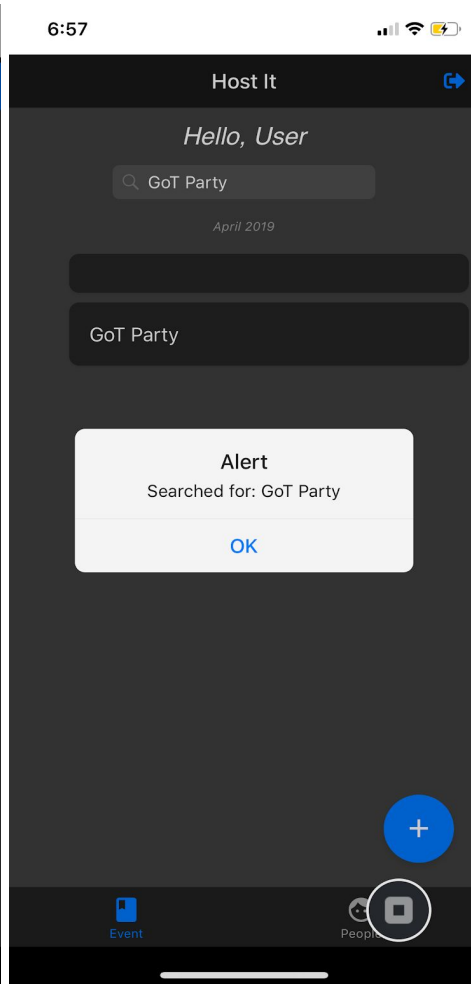 6:57
Host It
Hello, User
GoT Party
April 2019
GoT Party
Alert
Searched for: GoT Party
OK
+
Event
People